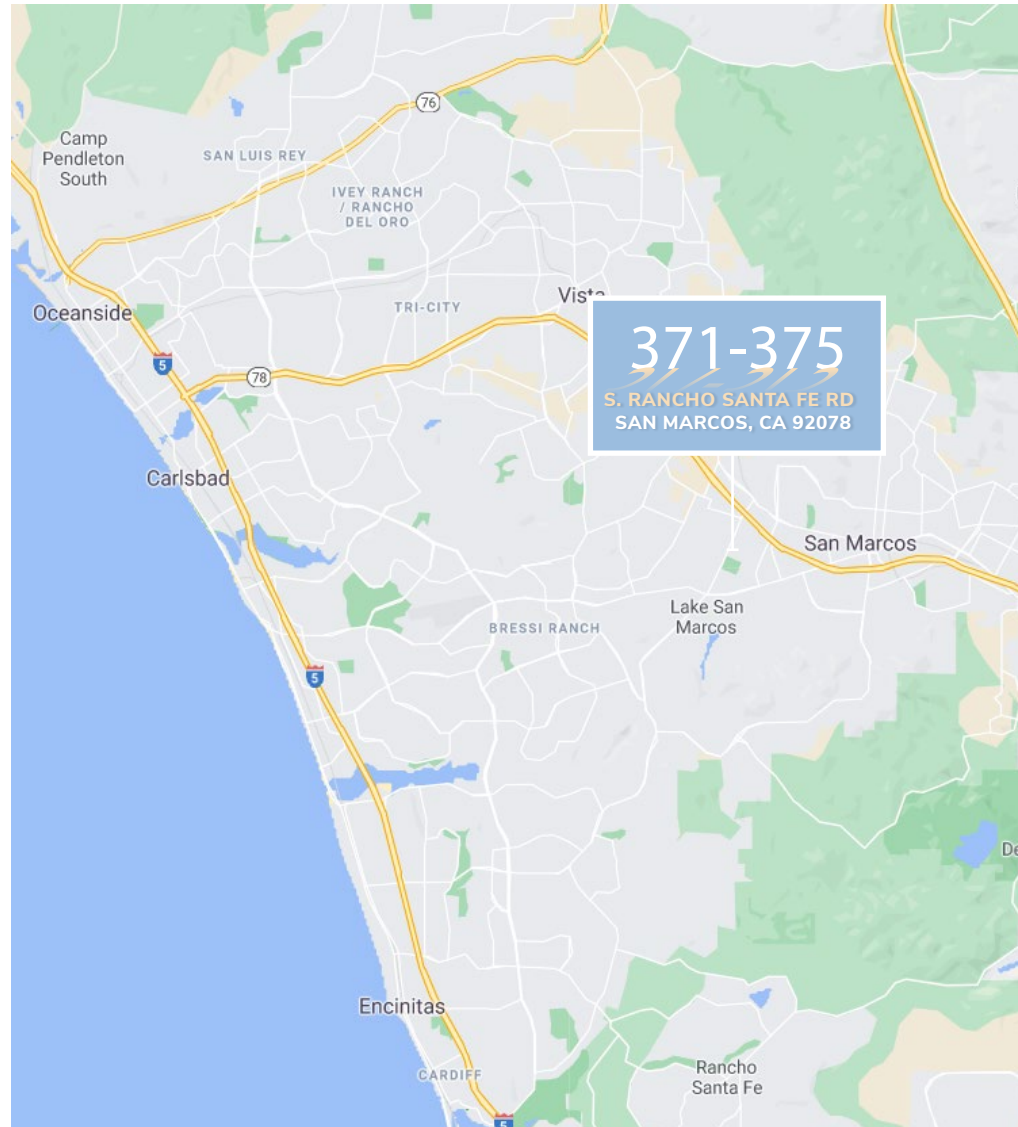 76
Camp
Pendleton
South
SAN LUIS REY
IVEY RANCH
/ RANCHO
DEL ORO
Vista
Oceanside
TRI-CITY
371-375
S. RANCHO SANTA FE RD
SAN MARCOS, CA 92078
5
78
Carlsbad
San Marcos
Lake San
Marcos
BRESSI RANCH
5
De
Encinitas
CARDIFF
Rancho
Santa Fe
5